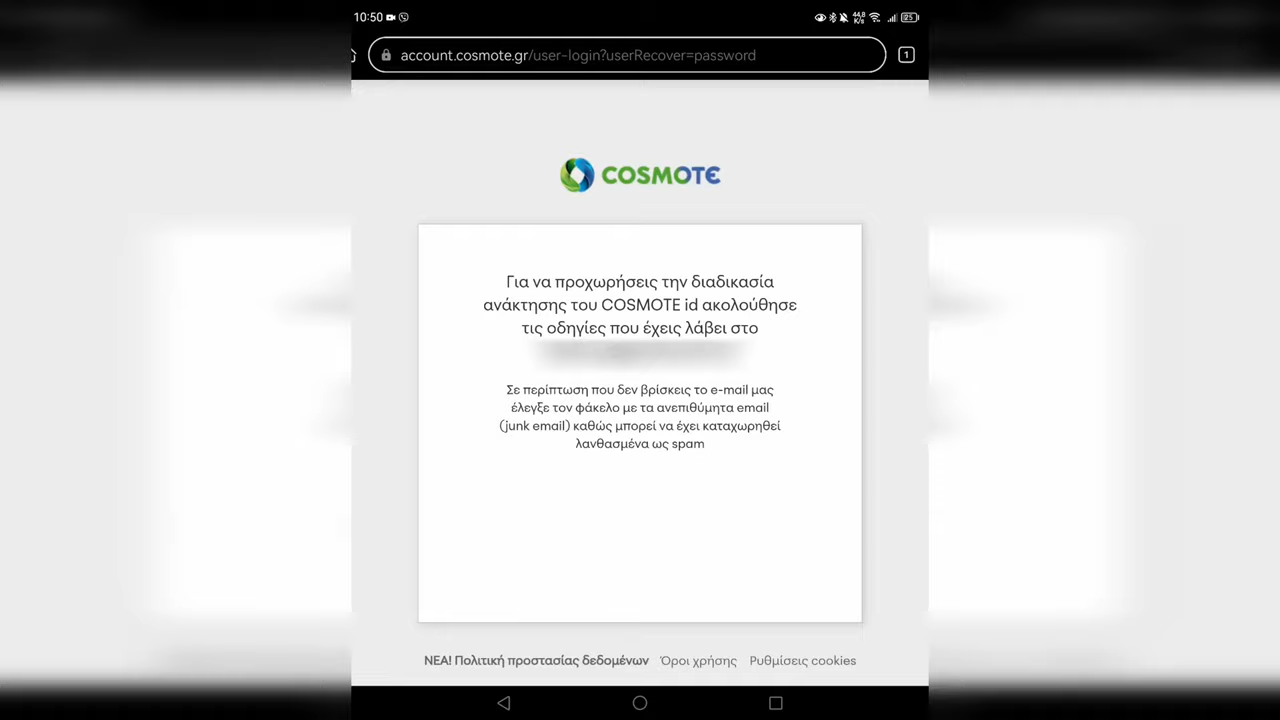 10:50
44,8
K/s
25
account.cosmote.gr/user-login?userRecover=password
1
COSMOTE
Για να προχωρήσεις την διαδικασία
ανάκτησης του COSMOTE id ακολούθησε
τις οδηγίες που έχεις λάβει στο
Σε περίπτωση που δεν βρίσκεις το e-mail μας
έλεγξε τον φάκελο με τα ανεπιθύμητα email
(junk email) καθώς μπορεί να έχει καταχωρηθεί
λανθασμένα ως spam
ΝΕΑ! Πολιτική προστασίας δεδομένων Όροι χρήσης Ρυθμίσεις cookies